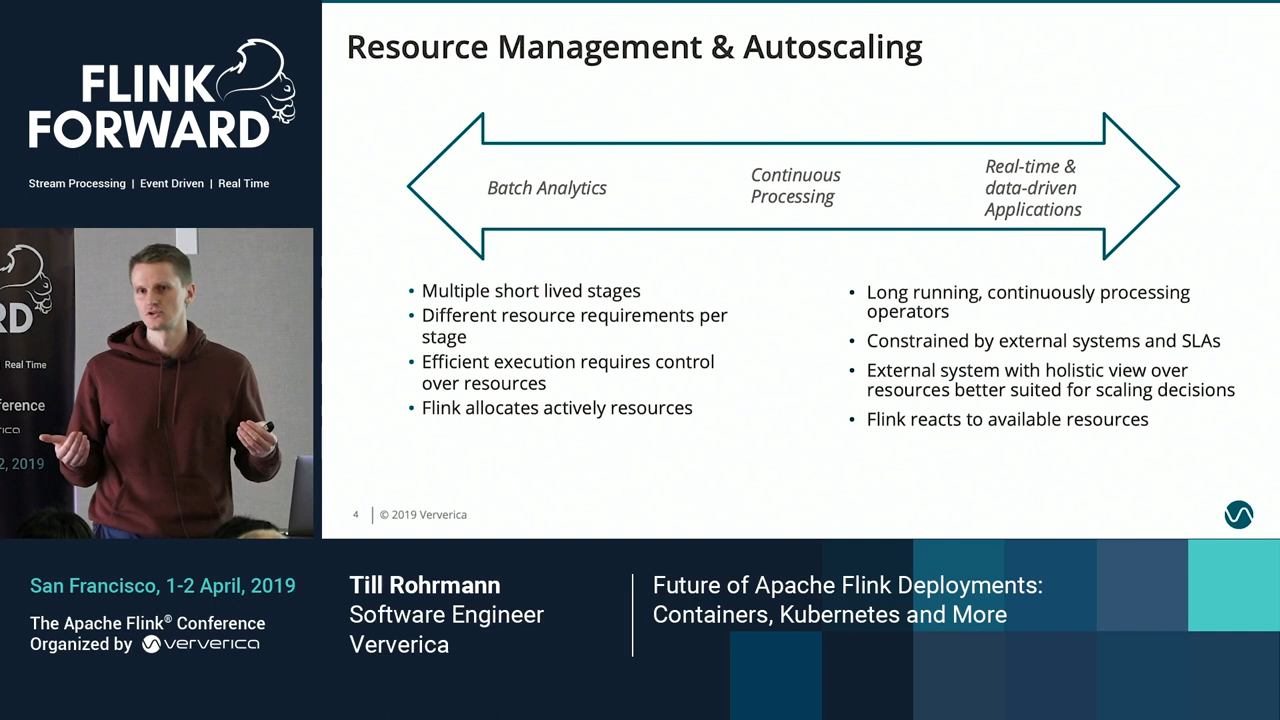 FLINK
FORWARD
Stream Processing | Event Driven | Real Time
Resource Management & Autoscaling
Batch Analytics
Continuous
Processing
Real-time &
data-driven
Applications
• Multiple short lived stages
• Different resource requirements per
stage
• Efficient execution requires control
over resources
• Flink allocates actively resources
• Long running, continuously processing
operators
• Constrained by external systems and SLAs
• External system with holistic view over
resources better suited for scaling decisions
• Flink reacts to available resources
4 | © 2019 Ververica
RD
Real Time
nference
rica
2, 2019
San Francisco, 1-2 April, 2019
The Apache Flink® Conference
Organized by ververica
Till Rohrmann
Software Engineer
Ververica
Future of Apache Flink Deployments:
Containers, Kubernetes and More